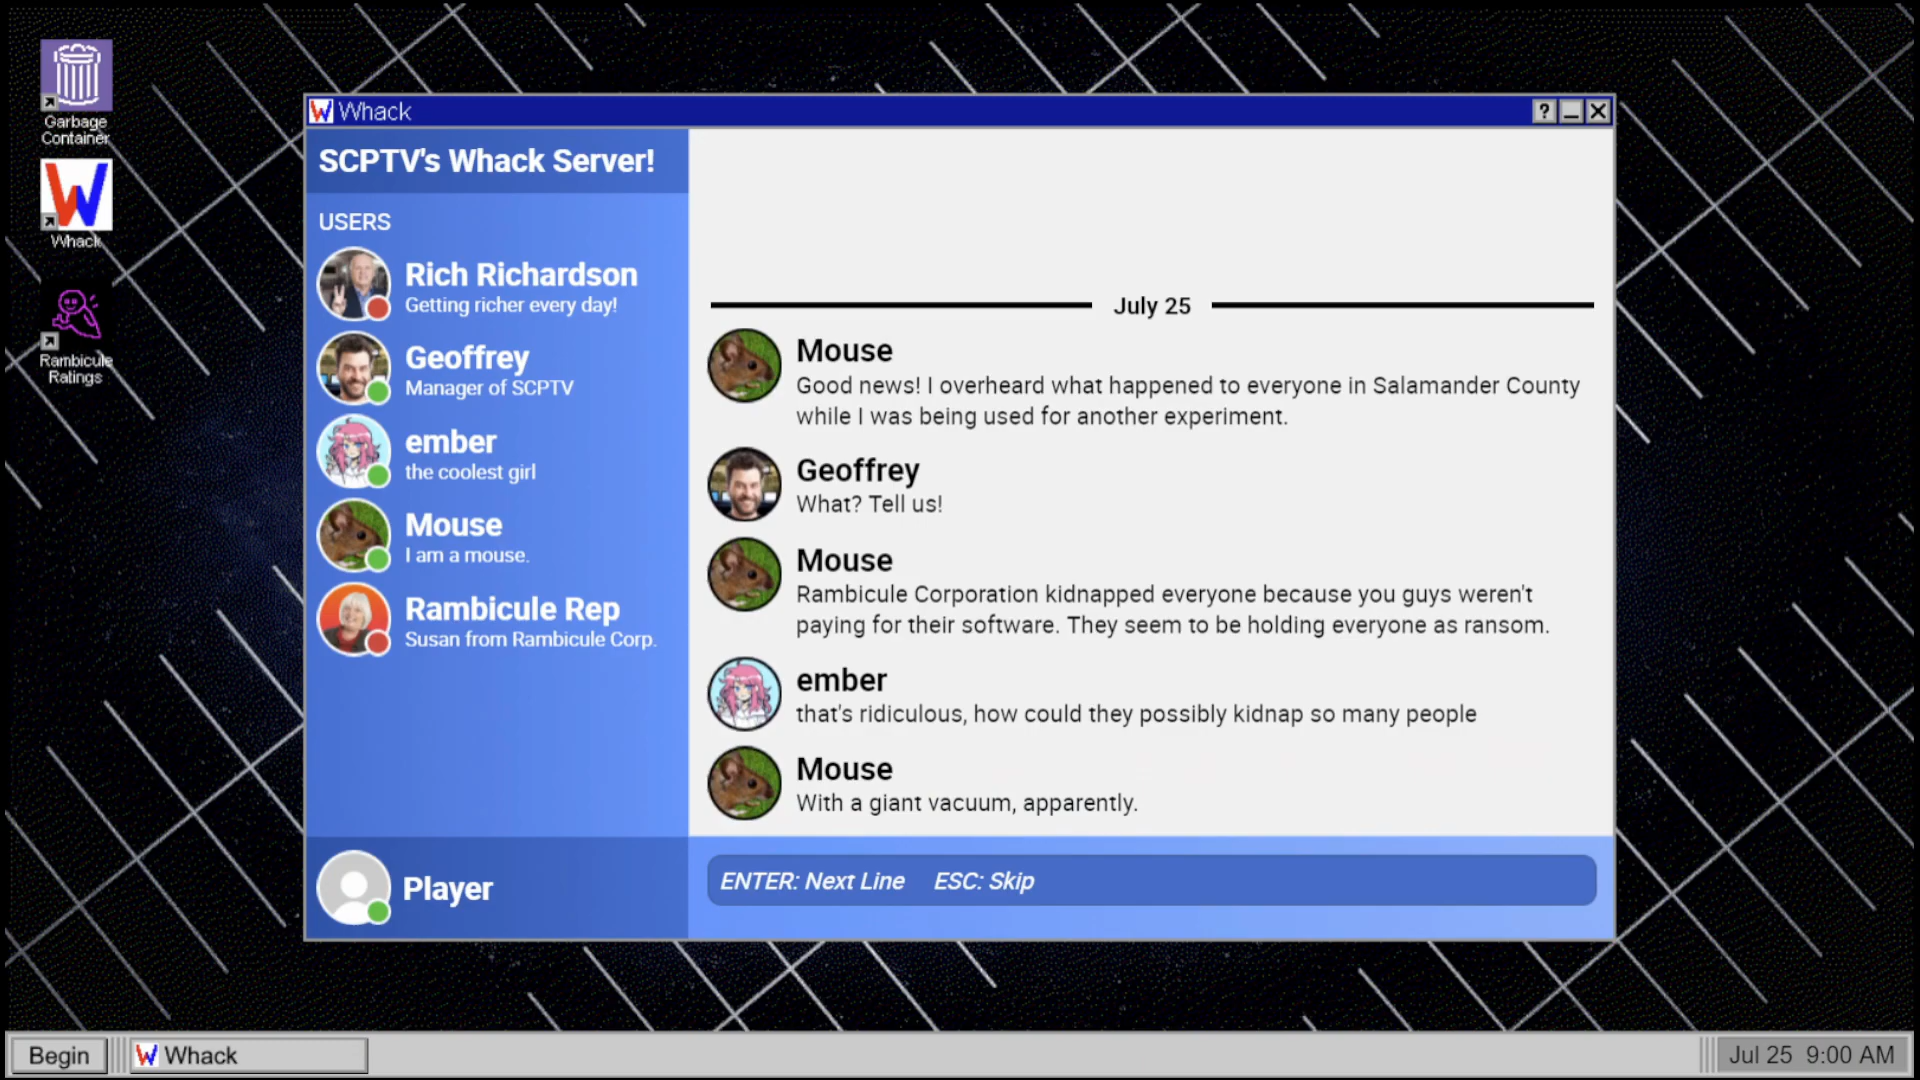 Garbage
Container
Whack
Rambicule
Ratings
Whack
SCPTV's Whack Server!
USERS
Rich Richardson
Getting richer every day!
Geoffrey
Manager of SCPTV
ember
the coolest girl
Mouse
I am a mouse.
Rambicule Rep
Susan from Rambicule Corp.
Player
July 25
Mouse
Good news! I overheard what happened to everyone in Salamander County
while I was being used for another experiment.
Geoffrey
What? Tell us!
Mouse
Rambicule Corporation kidnapped everyone because you guys weren't
paying for their software. They seem to be holding everyone as ransom.
ember
that's ridiculous, how could they possibly kidnap so many people
Mouse
With a giant vacuum, apparently.
ENTER: Next Line ESC: Skip
Begin
Whack
Jul 25 9:00 AM